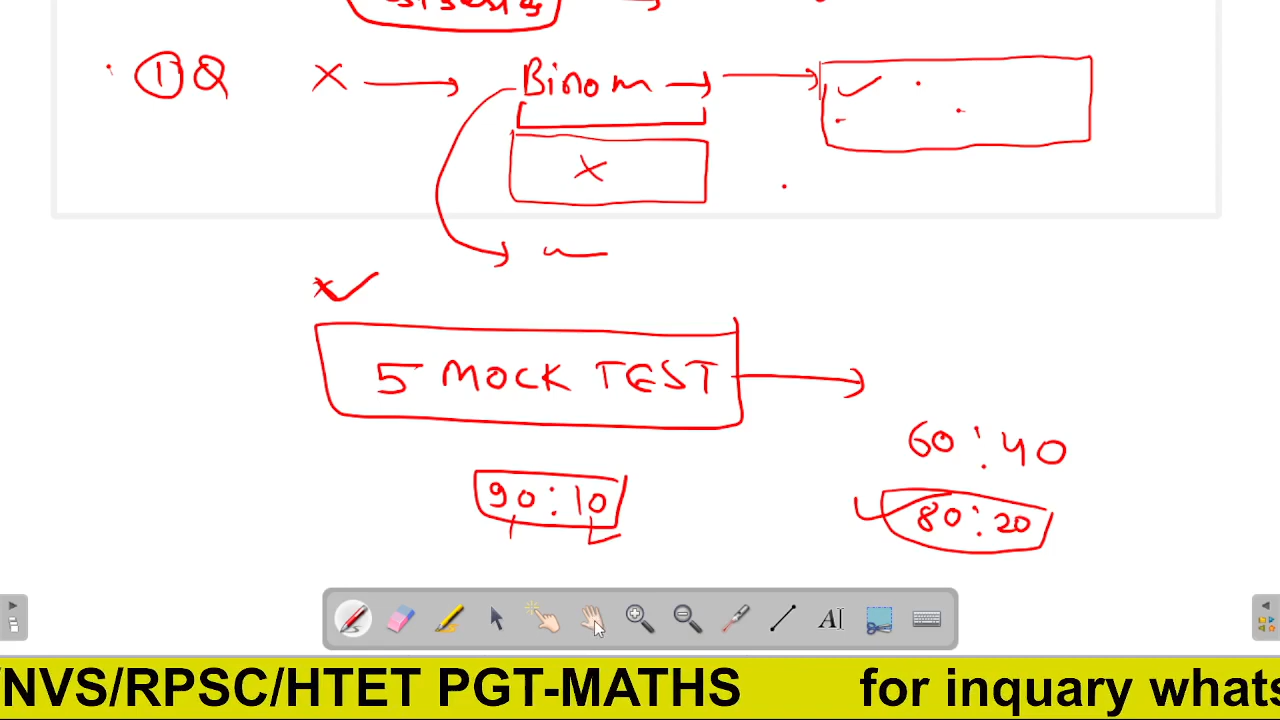 ① Q X → Binom → →
X
5 MOCK TEST →
60:40
90:10 80:20
/NVS/RPSC/HTET PGT-MATHS for inquary whats